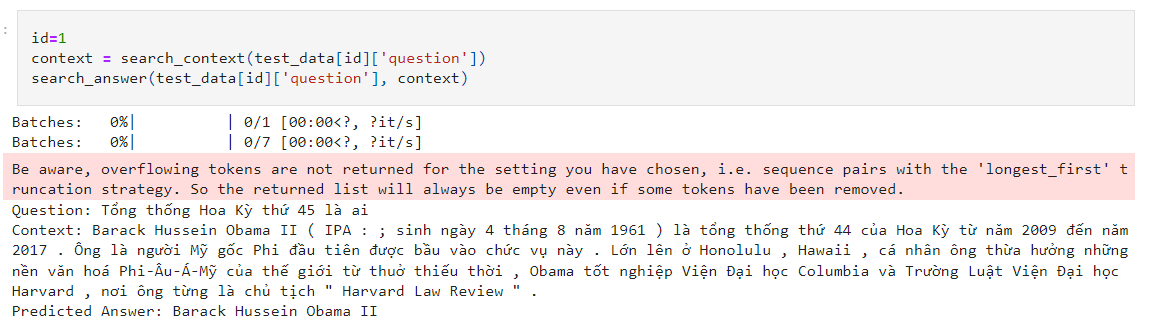 :
id=1
context = search_context(test_data[id]['question'])
search_answer(test_data[id]['question'], context)
Batches:   0%|          | 0/1 [00:00<?, ?it/s]
Batches:   0%|          | 0/7 [00:00<?, ?it/s]
Be aware, overflowing tokens are not returned for the setting you have chosen, i.e. sequence pairs with the 'longest_first' t
runcation strategy. So the returned list will always be empty even if some tokens have been removed.
Question: Tổng thống Hoa Kỳ thứ 45 là ai
Context: Barack Hussein Obama II ( IPA : ; sinh ngày 4 tháng 8 năm 1961 ) là tổng thống thứ 44 của Hoa Kỳ từ năm 2009 đến năm
2017 . Ông là người Mỹ gốc Phi đầu tiên được bầu vào chức vụ này . Lớn lên ở Honolulu , Hawaii , cá nhân ông thừa hưởng những
nền văn hoá Phi-Âu-Á-Mỹ của thế giới từ thuở thiếu thời , Obama tốt nghiệp Viện Đại học Columbia và Trường Luật Viện Đại học
Harvard , nơi ông từng là chủ tịch " Harvard Law Review " .
Predicted Answer: Barack Hussein Obama II